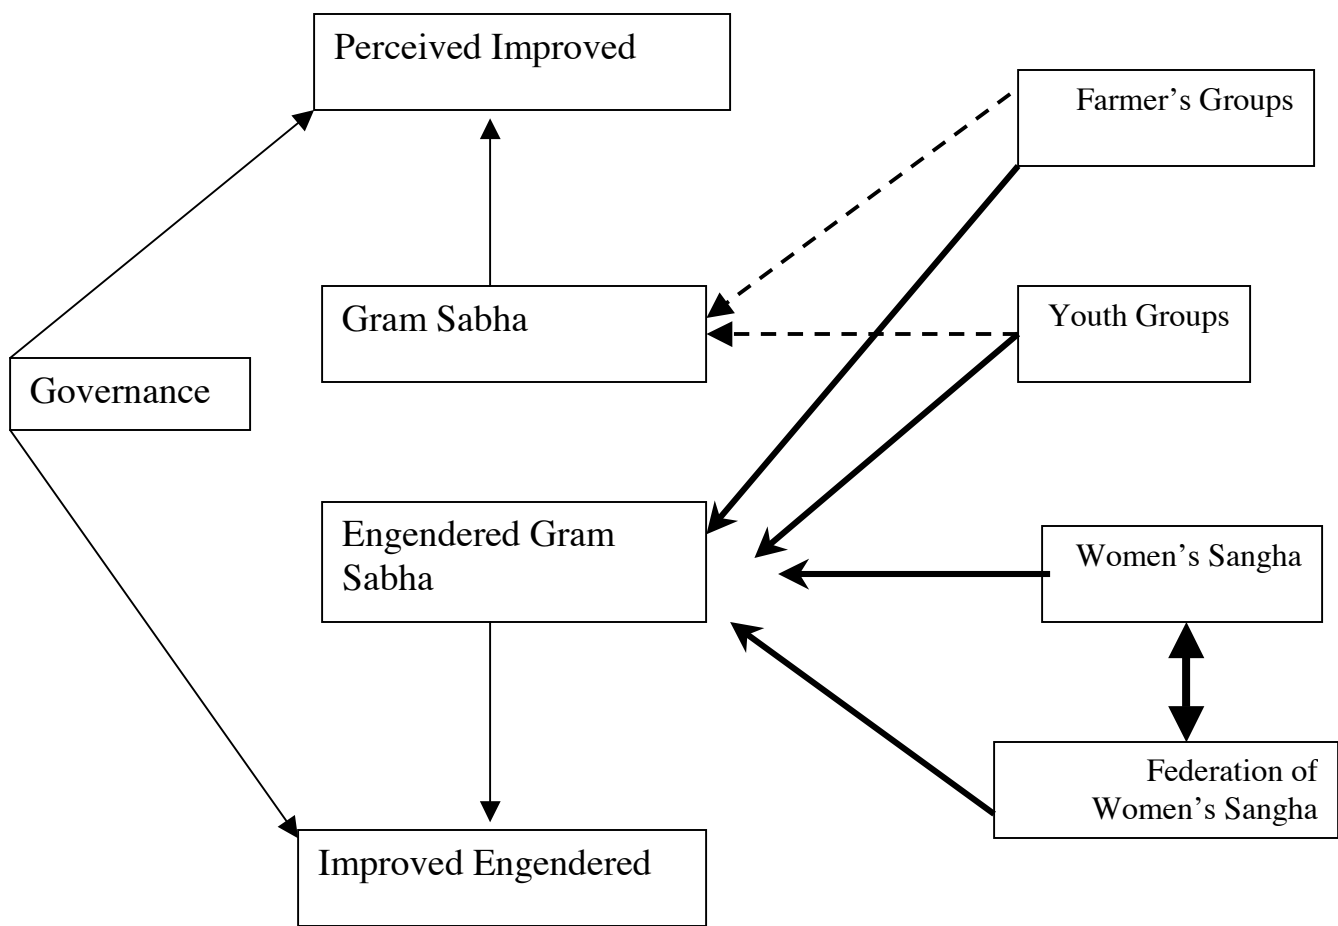 Perceived Improved
Farmer’s Groups
Gram Sabha
Youth Groups
Governance
Engendered Gram
Sabha
Women’s Sangha
Federation of
Women’s Sangha
Improved Engendered